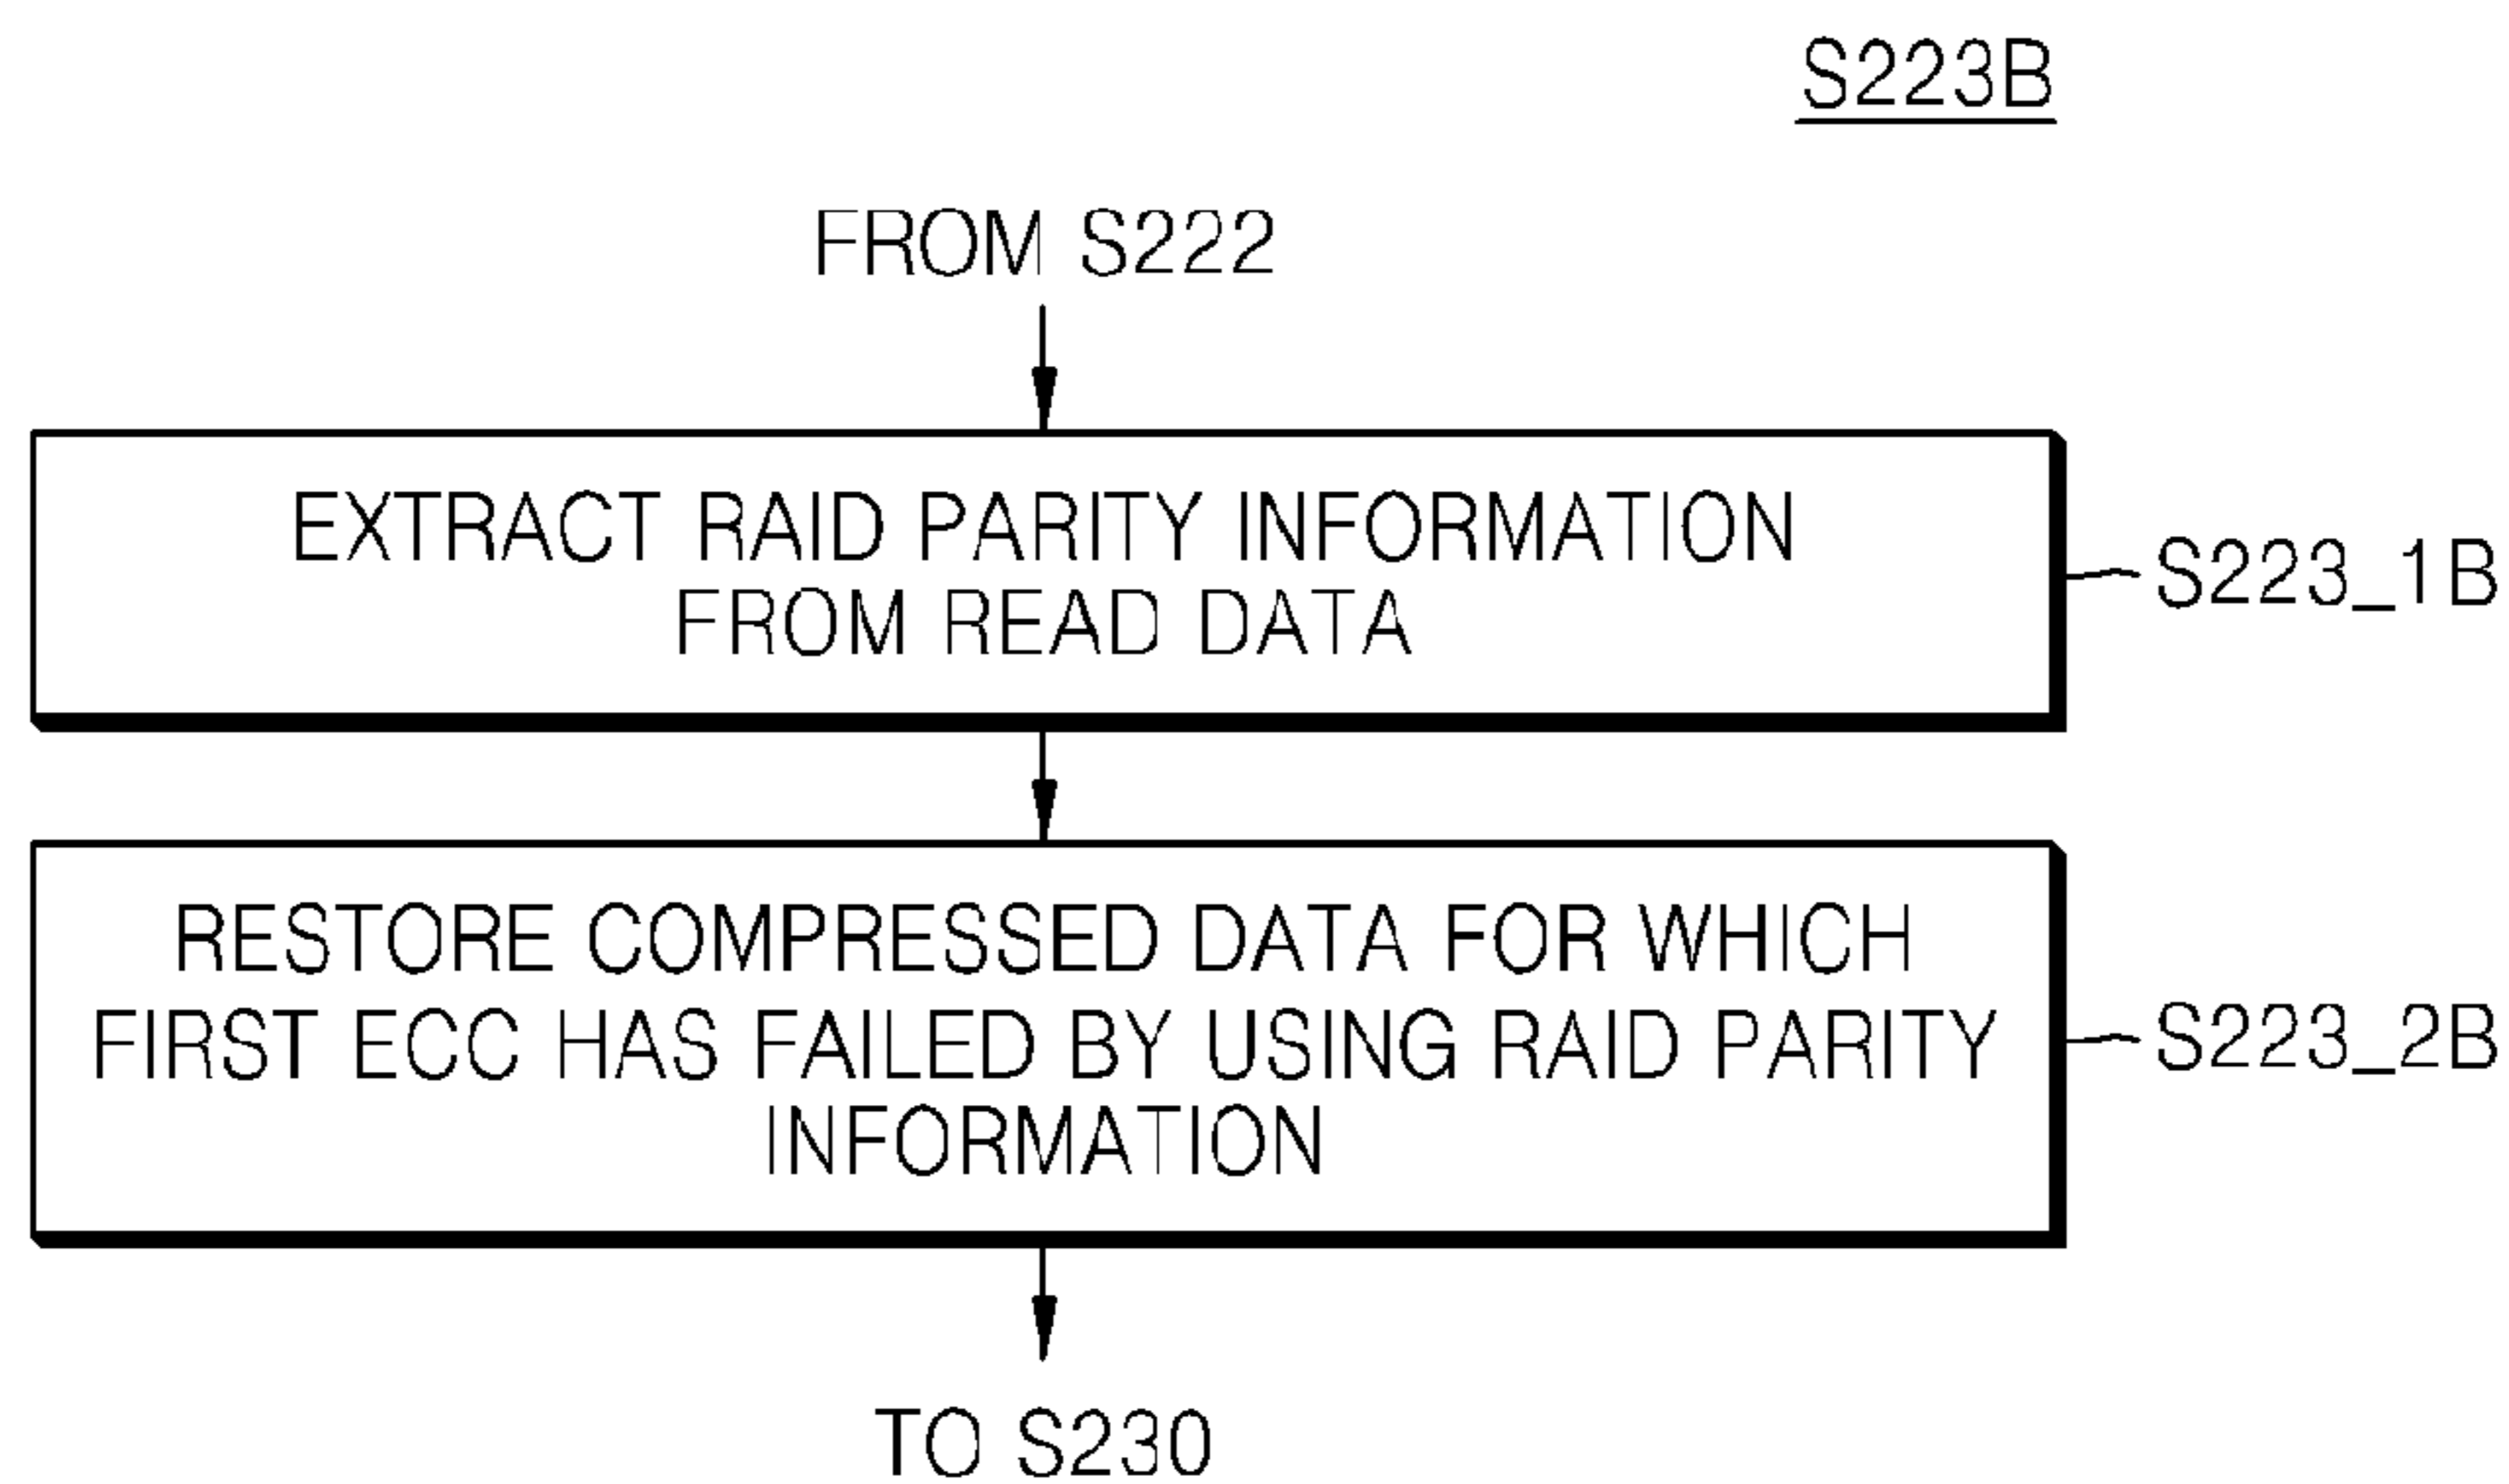 S223B
FROM S222
EXTRACT RAID PARITY INFORMATION
FROM READ DATA
S223_1B
RESTORE COMPRESSED DATA FOR WHICH
FIRST ECC HAS FAILED BY USING RAID PARITY
INFORMATION
S223_2B
TO S230